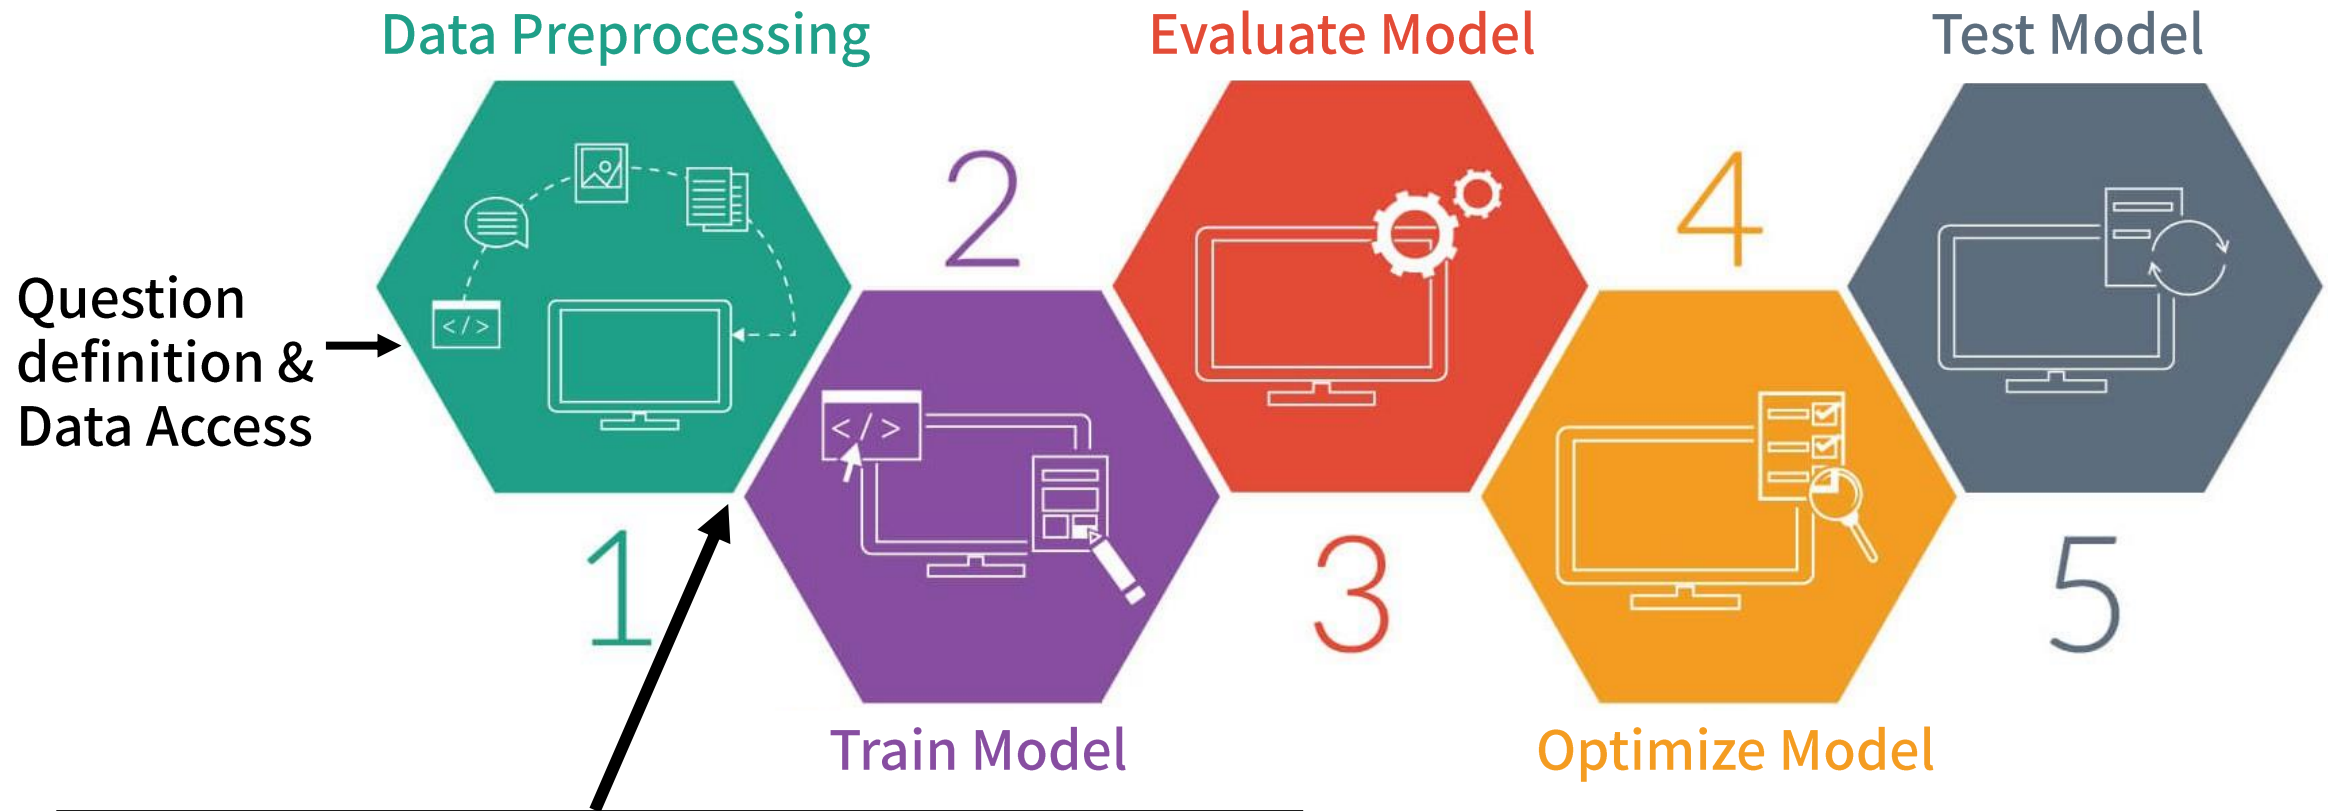 Data Preprocessing
Evaluate Model
Test Model
2
4
</>
Question
definition &
Data Access
</>
1
3
5
Train Model
Optimize Model